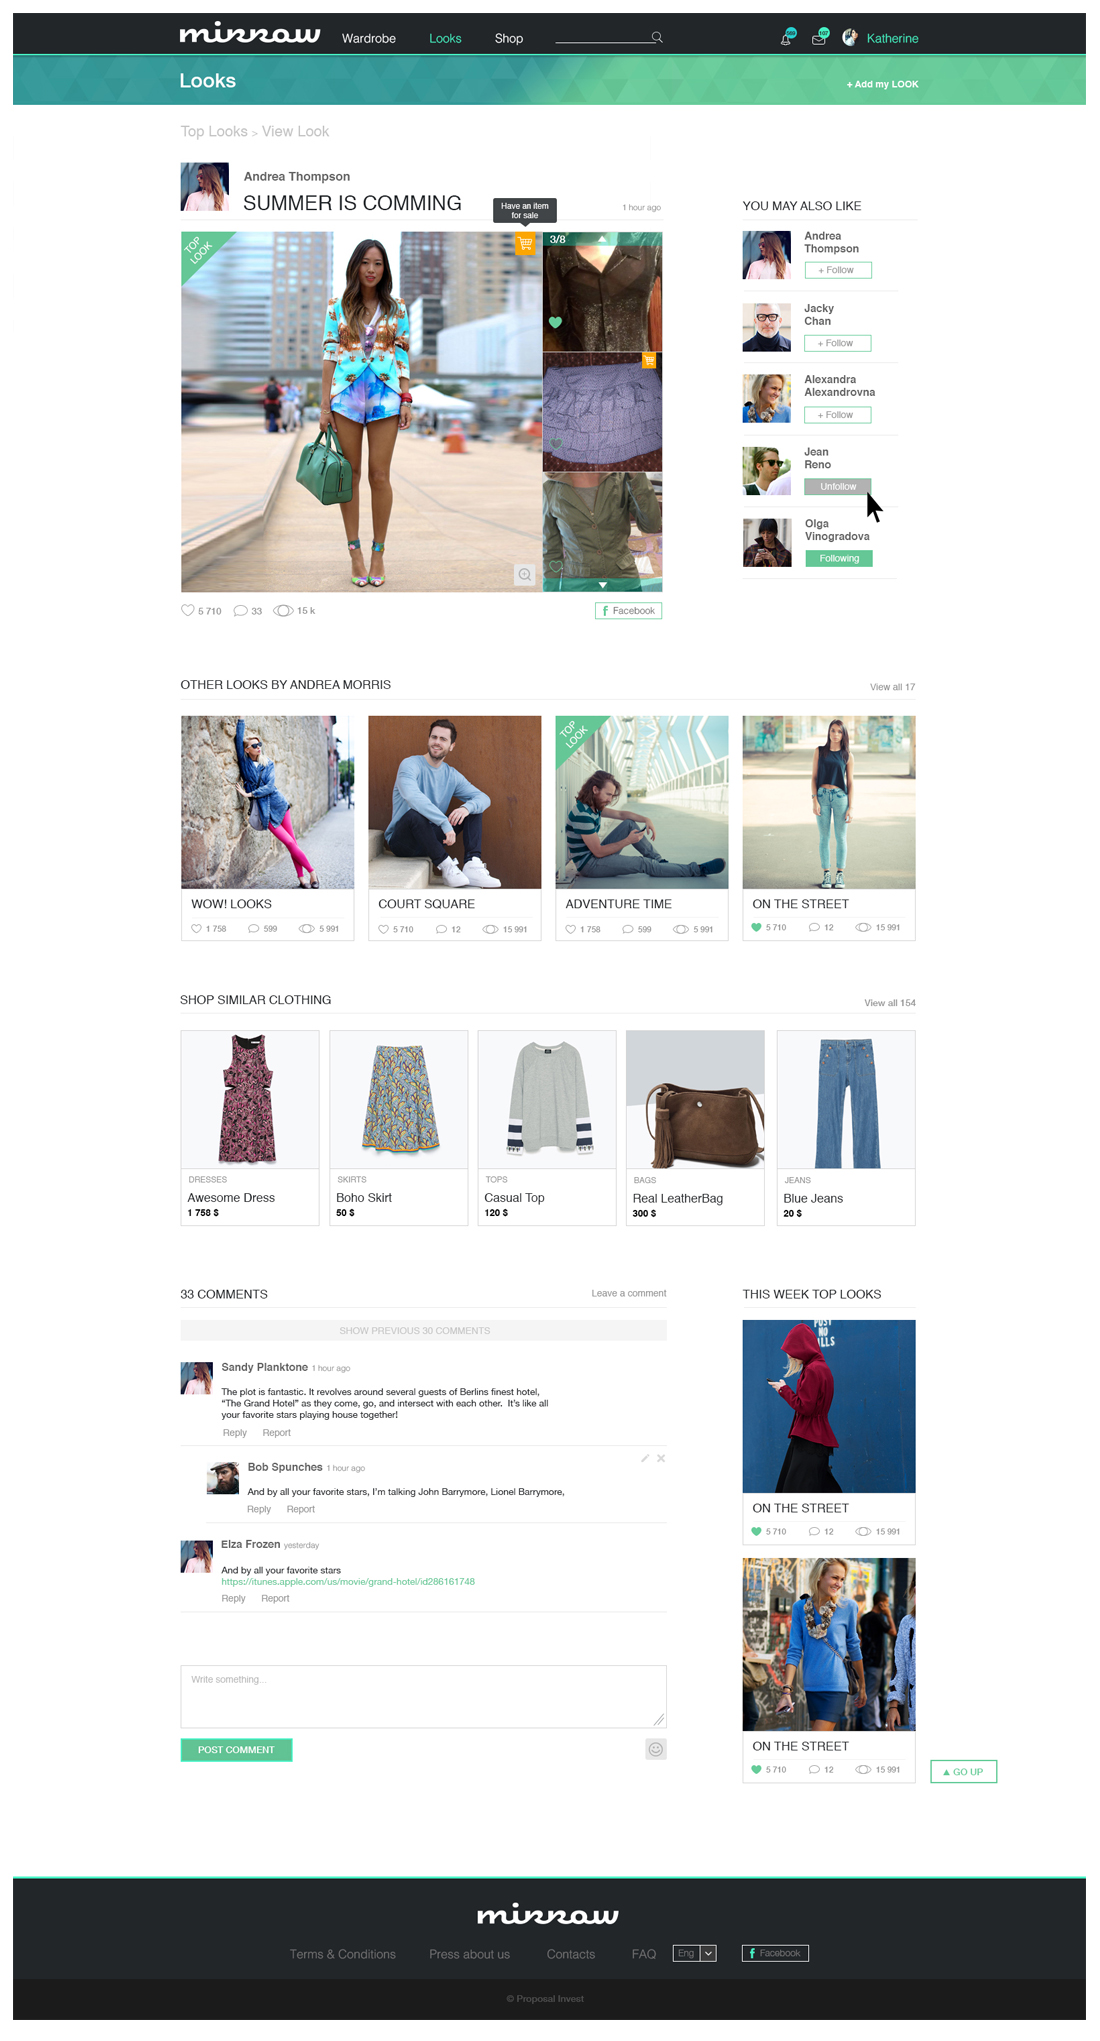 mirrow
Wardrobe Looks Shop
107
Katherine
Looks
+ Add my LOOK
Top Looks > View Look
Andrea Thompson
SUMMER IS COMMING
Have an item
for sale
1 hour ago
TOP
LOOK
3/8
5 710 33 15 k
Facebook
YOU MAY ALSO LIKE
Andrea
Thompson
+ Follow
Jacky
Chan
+ Follow
Alexandra
Alexandrovna
+ Follow
Jean
Reno
Unfollow
Olga
Vinogradova
Following
OTHER LOOKS BY ANDREA MORRIS
View all 17
WOW! LOOKS
1 758 599 5 991
COURT SQUARE
5 710 12 15 991
TOP
LOOK
ADVENTURE TIME
1 758 599 5 991
ON THE STREET
5 710 12 15 991
SHOP SIMILAR CLOTHING
View all 154
DRESSES
Awesome Dress
1 758 $
SKIRTS
Boho Skirt
50 $
TOPS
Casual Top
120 $
BAGS
Real LeatherBag
300 $
JEANS
Blue Jeans
20 $
33 COMMENTS
Leave a comment
SHOW PREVIOUS 30 COMMENTS
Sandy Planktone 1 hour ago
The plot is fantastic. It revolves around several guests of Berlins finest hotel,
“The Grand Hotel” as they come, go, and intersect with each other. It’s like all
your favorite stars playing house together!
Reply Report
Bob Spunches 1 hour ago
And by all your favorite stars, I’m talking John Barrymore, Lionel Barrymore,
Reply Report
Elza Frozen yesterday
And by all your favorite stars
https://itunes.apple.com/us/movie/grand-hotel/id286161748
Reply Report
Write something...
POST COMMENT
THIS WEEK TOP LOOKS
POST
NO
BILLS
ON THE STREET
5 710 12 15 991
ON THE STREET
5 710 12 15 991
GO UP
mirrow
Terms & Conditions Press about us Contacts FAQ Eng Facebook
© Proposal Invest